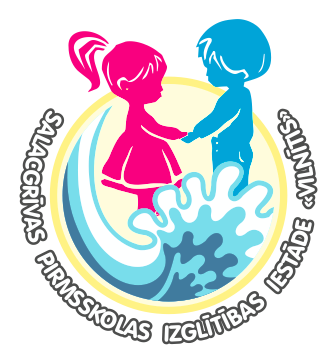 SALACGRĪVAS PIRMSSKOLAS IZGLĪTĪBAS IESTĀDE «VILNĪTIS»